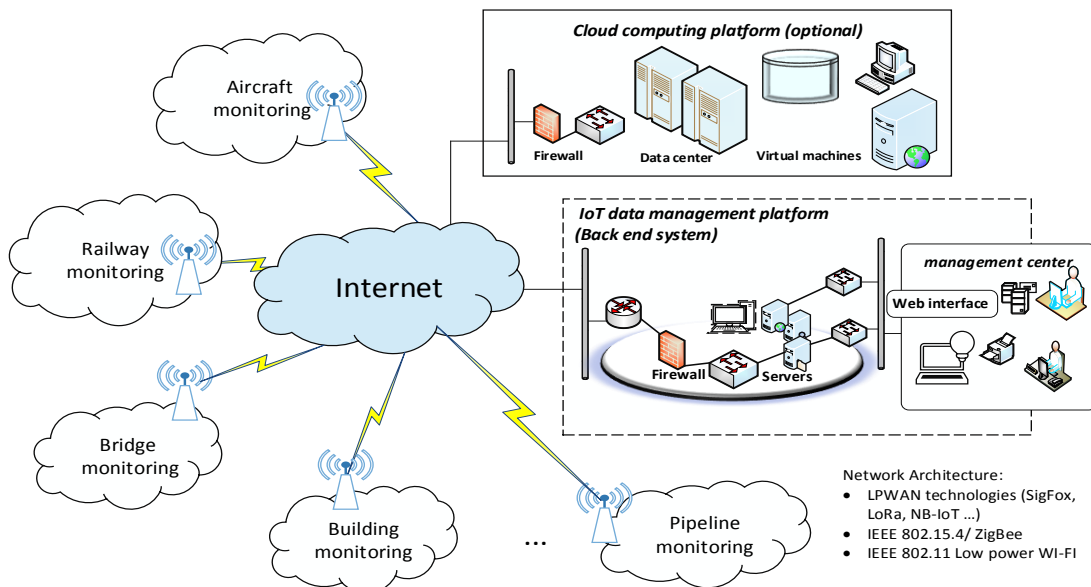 Cloud computing platform (optional)
Firewall
Data center
Virtual machines
Aircraft
monitoring
Railway
monitoring
Internet
IoT data management platform
(Back end system)
management center
Web interface
Firewall
Servers
Bridge
monitoring
Building
monitoring
...
Pipeline
monitoring
Network Architecture:
• LPWAN technologies (SigFox,
LoRa, NB-IoT ...)
• IEEE 802.15.4/ ZigBee
• IEEE 802.11 Low power WI-FI